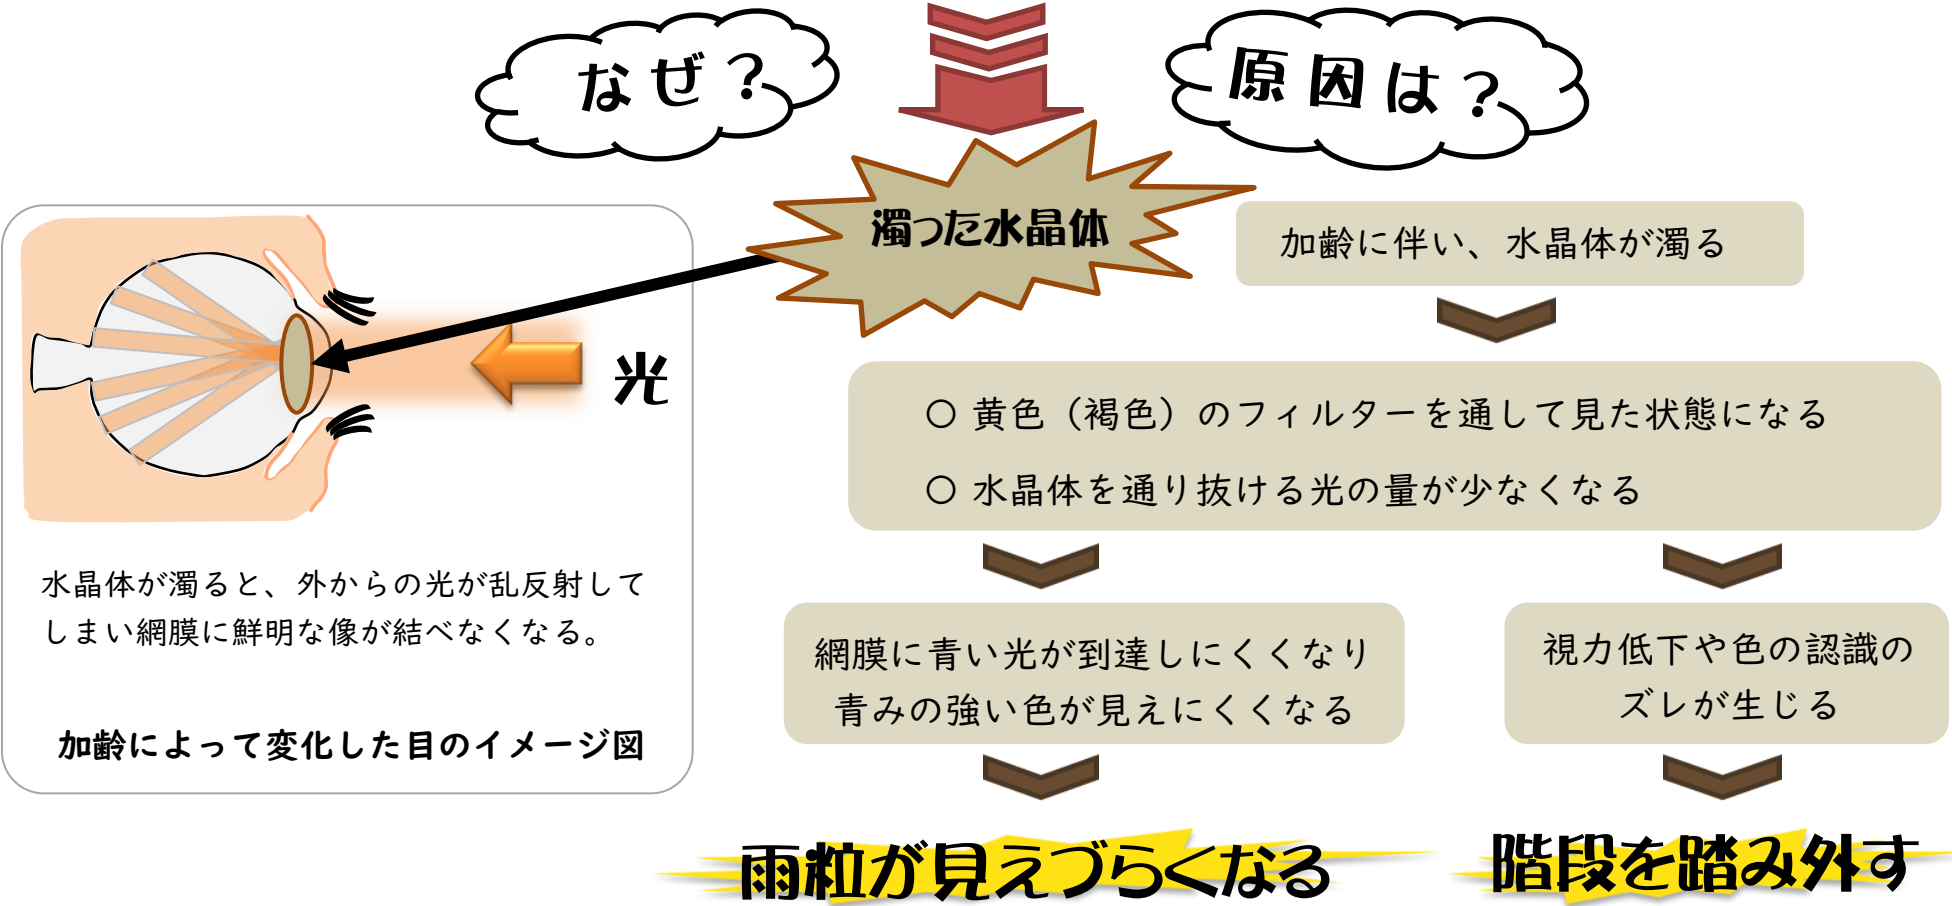 なぜ？
原因は？
濁った水晶体
加齢に伴い、水晶体が濁る
光
〇 黄色（褐色）のフィルターを通して見た状態になる
〇 水晶体を通り抜ける光の量が少なくなる
水晶体が濁ると、外からの光が乱反射して
しまい網膜に鮮明な像が結べなくなる。
加齢によって変化した目のイメージ図
網膜に青い光が到達しにくくなり
青みの強い色が見えにくくなる
視力低下や色の認識の
ズレが生じる
雨粒が見えづらくなる
階段を踏み外す